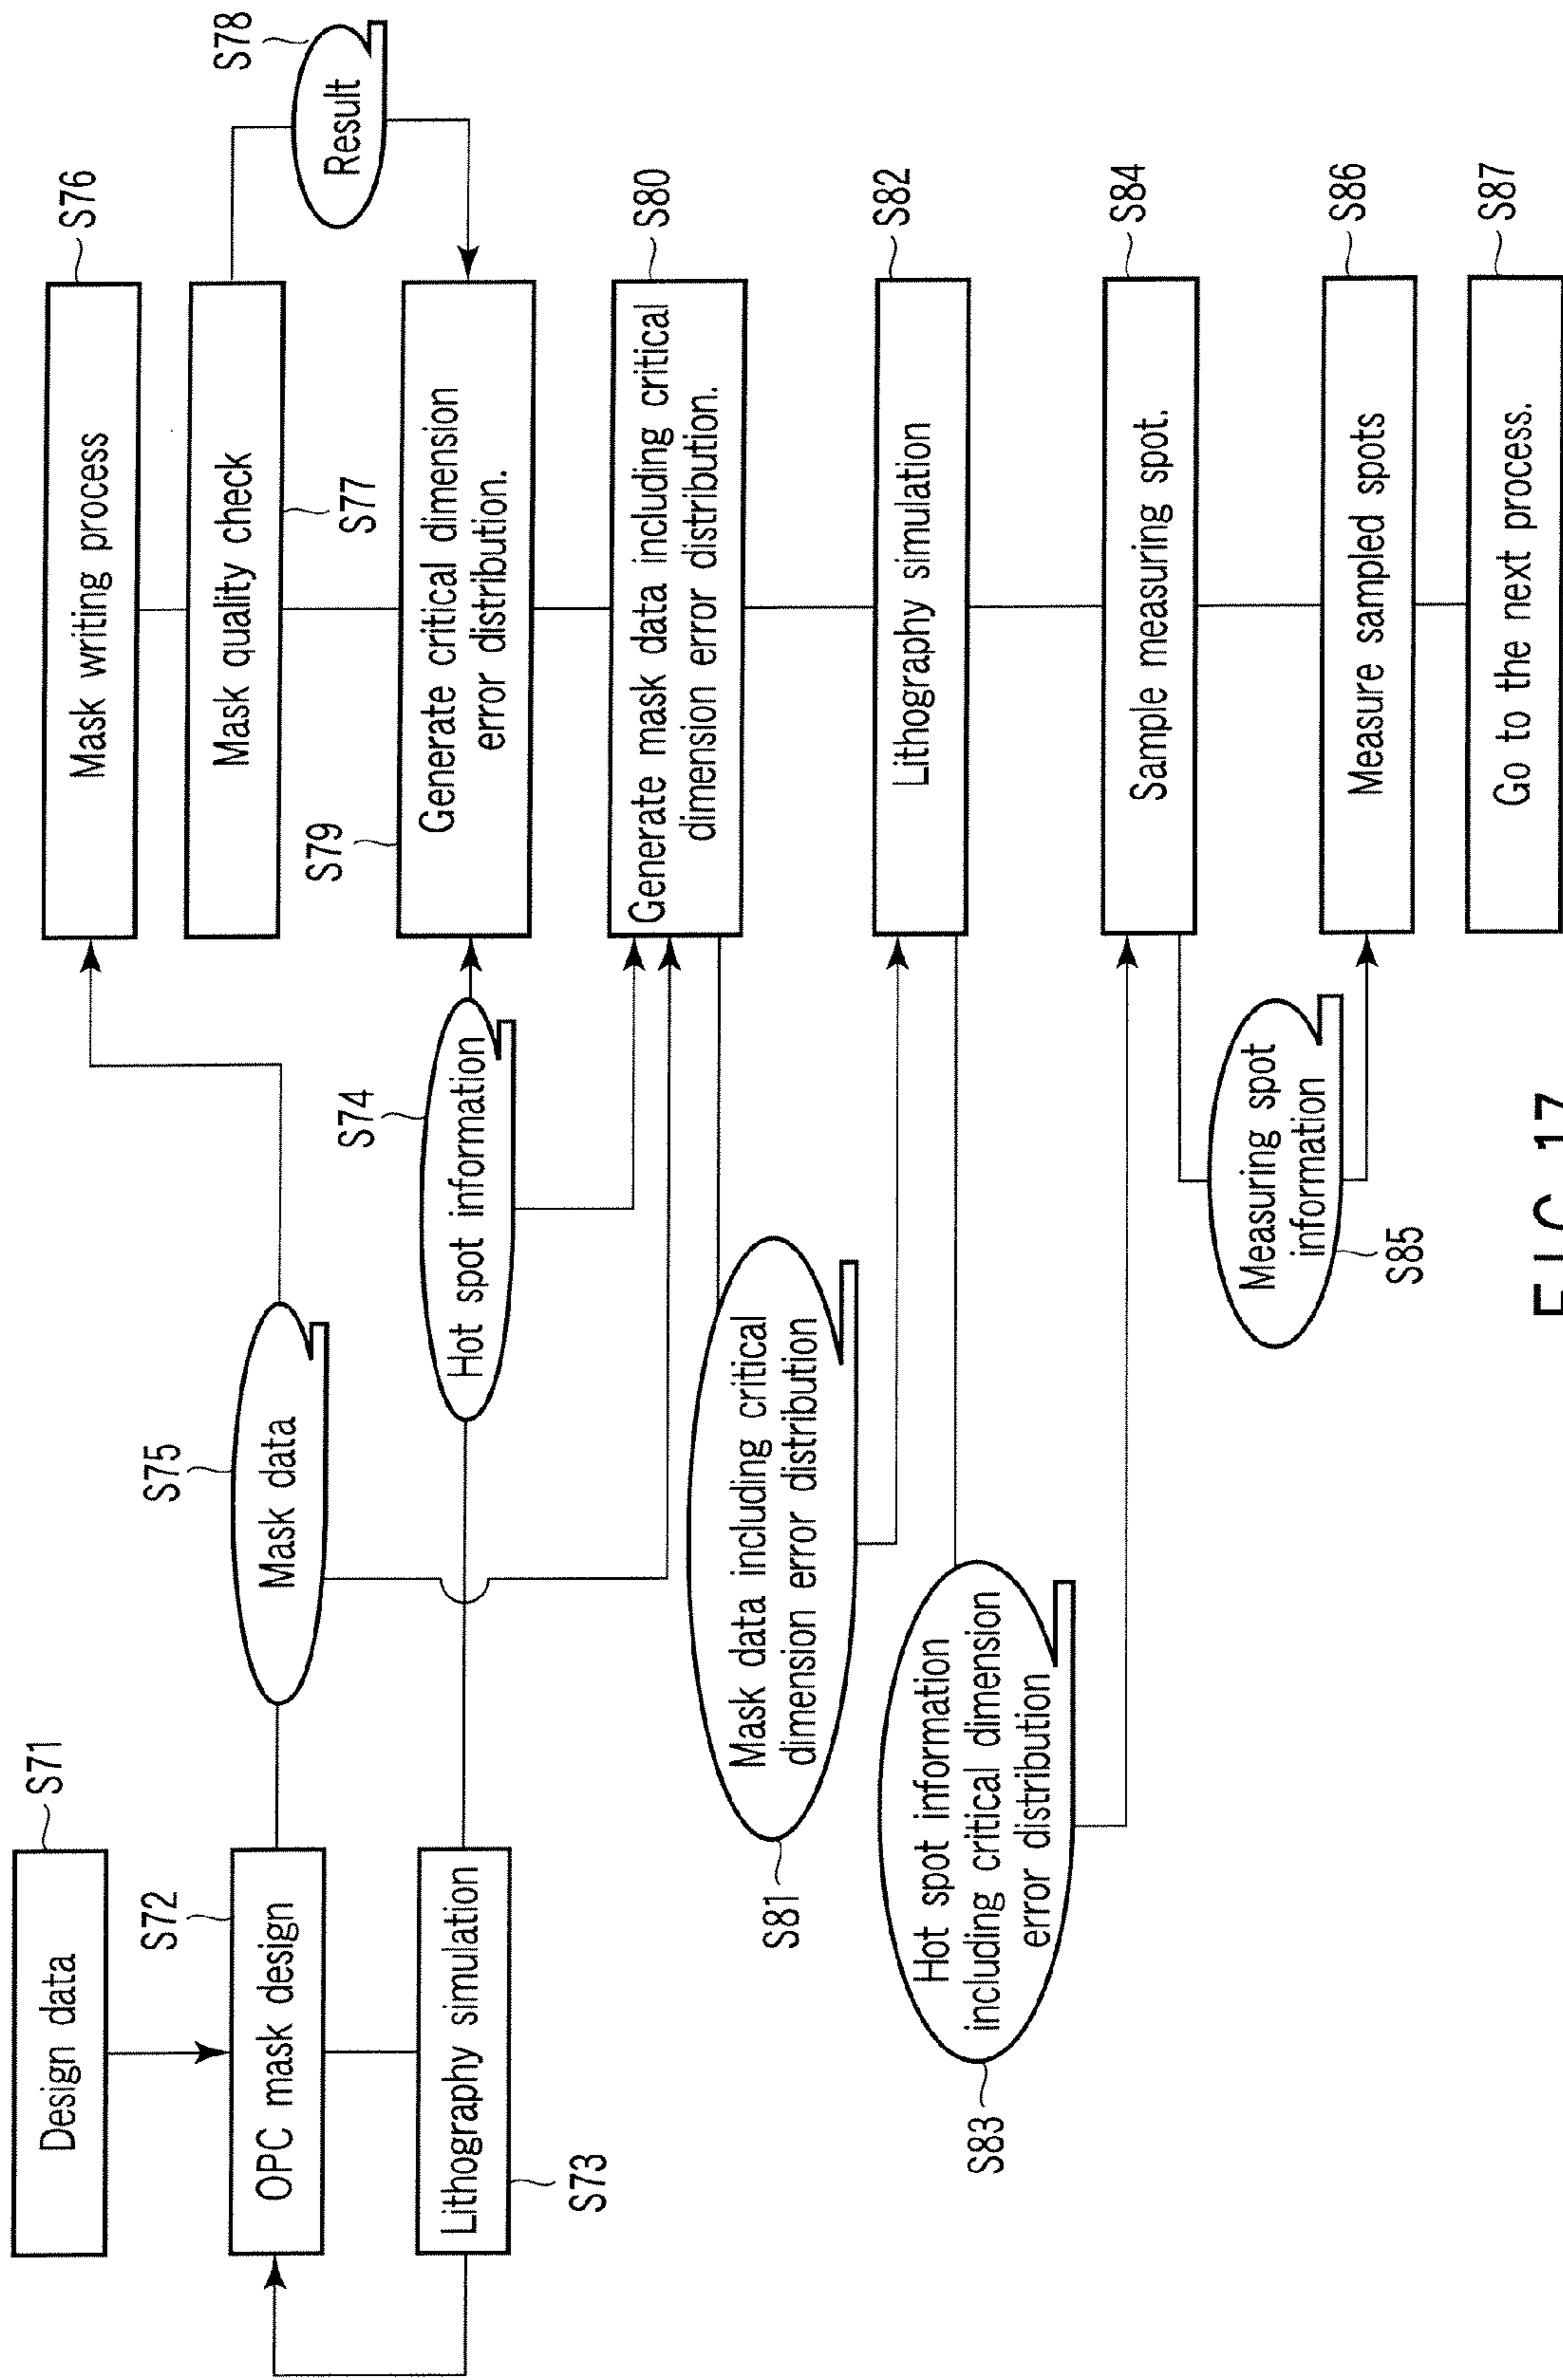 Design data
S71
S72
OPC mask design
Lithography simulation
S73
S75
Mask data
S74
Hot spot information
S76
Mask writing process
Mask quality check
S77
S78
Result
S79
Generate critical dimension
error distribution.
S80
Generate mask data including critical
dimension error distribution.
Mask data including critical
dimension error distribution
S81
S82
Lithography simulation
Hot spot information
including critical dimension
error distribution
S83
S84
Sample measuring spot.
Measuring spot
information
S85
S86
Measure sampled spots
S87
Go to the next process.
FIG. 17